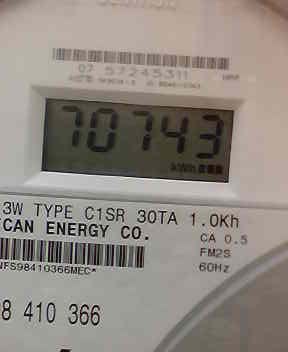 07 57245311
70743
kWh
3W TYPE C1SR 30TA 1.0Kh
CAN ENERGY CO.
CA 0.5
FM2S
NFS98410366MEC*
60Hz
8 410 366